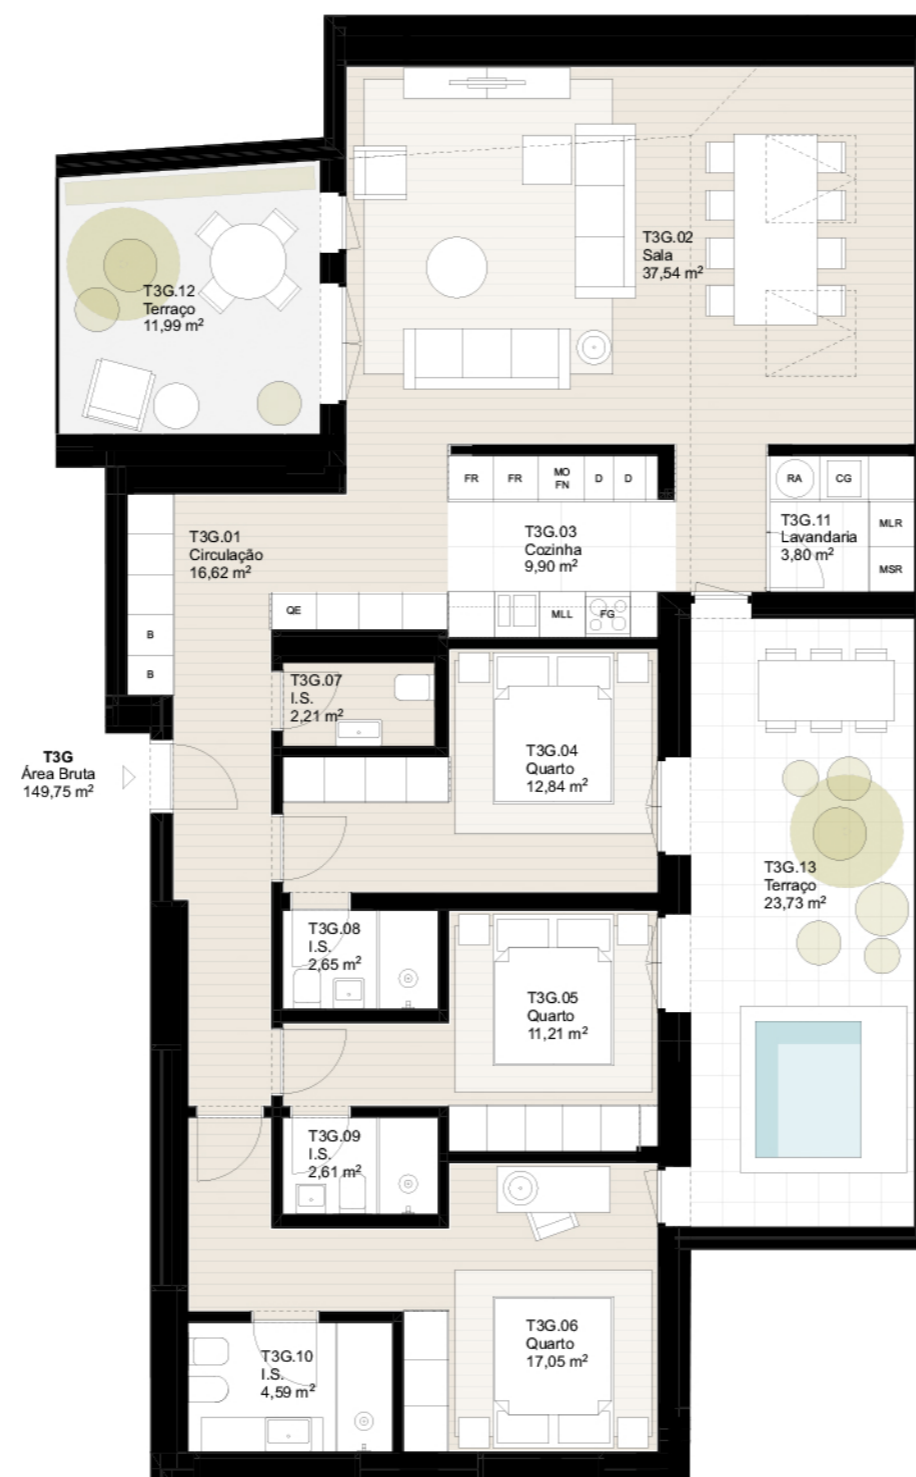 T3G.02
Sala
37,54 m²
T3G.12
Terraço
11,99 m²
FR
FR
MO
FN
D
D
RA
CG
T3G.01
Circulação
16,62 m²
T3G.03
Cozinha
9,90 m²
T3G.11
Lavandaria
3,80 m²
MLR
MSR
QE
MLL
FG
B
B
T3G.07
I.S.
2,21 m²
T3G
Área Bruta
149,75 m²
T3G.04
Quarto
12,84 m²
T3G.13
Terraço
23,73 m²
T3G.08
I.S.
2,65 m²
T3G.05
Quarto
11,21 m²
T3G.09
I.S.
2,61 m²
T3G.06
Quarto
17,05 m²
T3G.10
I.S.
4,59 m²